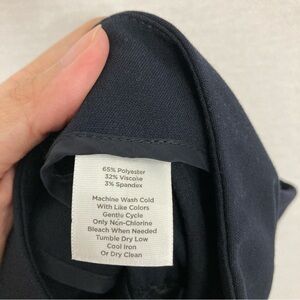 65% Polyester
32% Viscose
3% Spandex
Machine Wash Cold
With Like Colors
Gentle Cycle
Only Non-Chlorine
Bleach When Needed
Tumble Dry Low
Cool Iron
Or Dry Clean